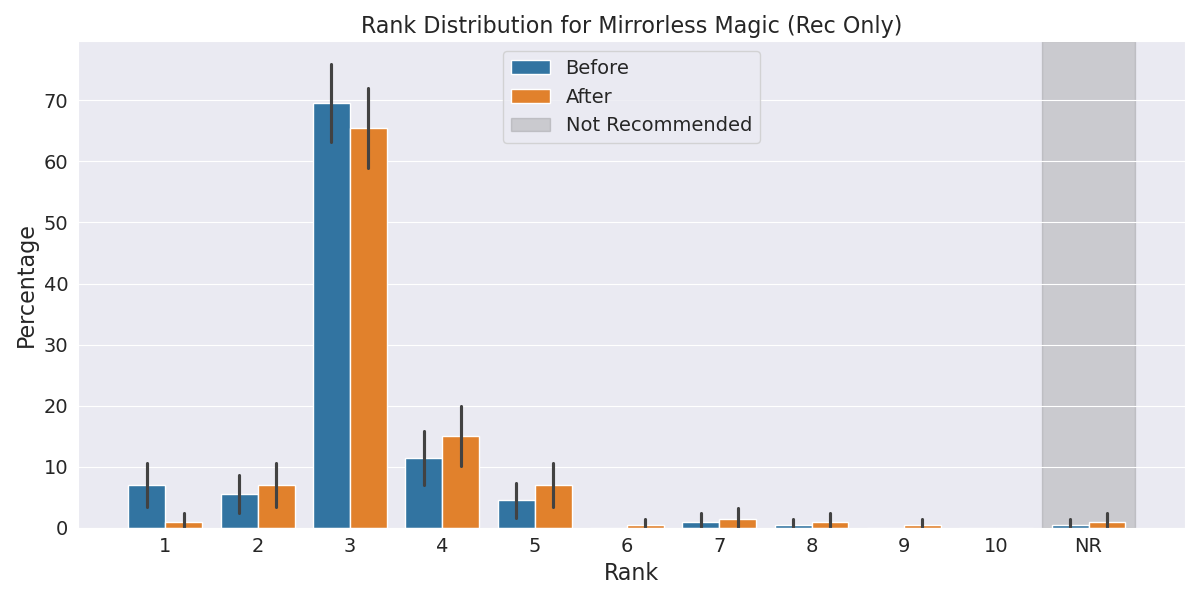 Rank Distribution for Mirrorless Magic (Rec Only)
Before
After
Not Recommended
Percentage
70
60
50
40
30
20
10
0
1 2 3 4 5 6 7 8 9 10 NR
Rank